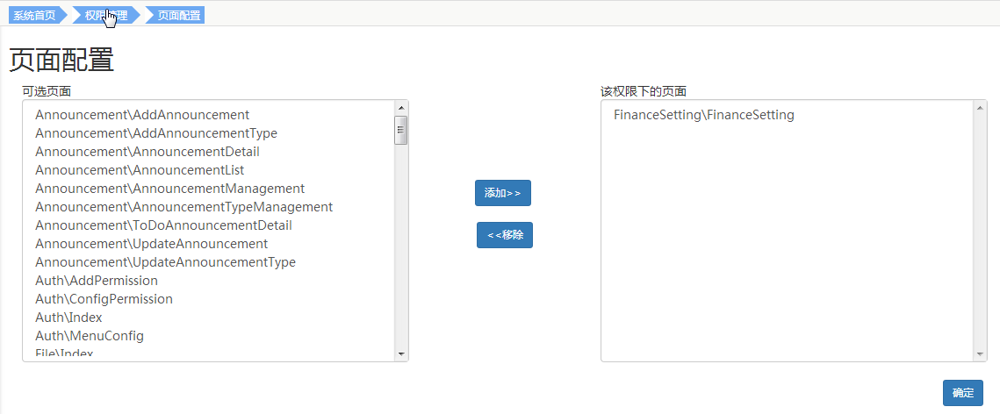 系统首页 权限管理 页面配置
页面配置
可选页面
Announcement\AddAnnouncement
Announcement\AddAnnouncementType
Announcement\AnnouncementDetail
Announcement\AnnouncementList
Announcement\AnnouncementManagement
Announcement\AnnouncementTypeManagement
Announcement\ToDoAnnouncementDetail
Announcement\UpdateAnnouncement
Announcement\UpdateAnnouncementType
Auth\AddPermission
Auth\ConfigPermission
Auth\Index
Auth\MenuConfig
File\Index
添加>>
<<移除
该权限下的页面
FinanceSetting\FinanceSetting
确定